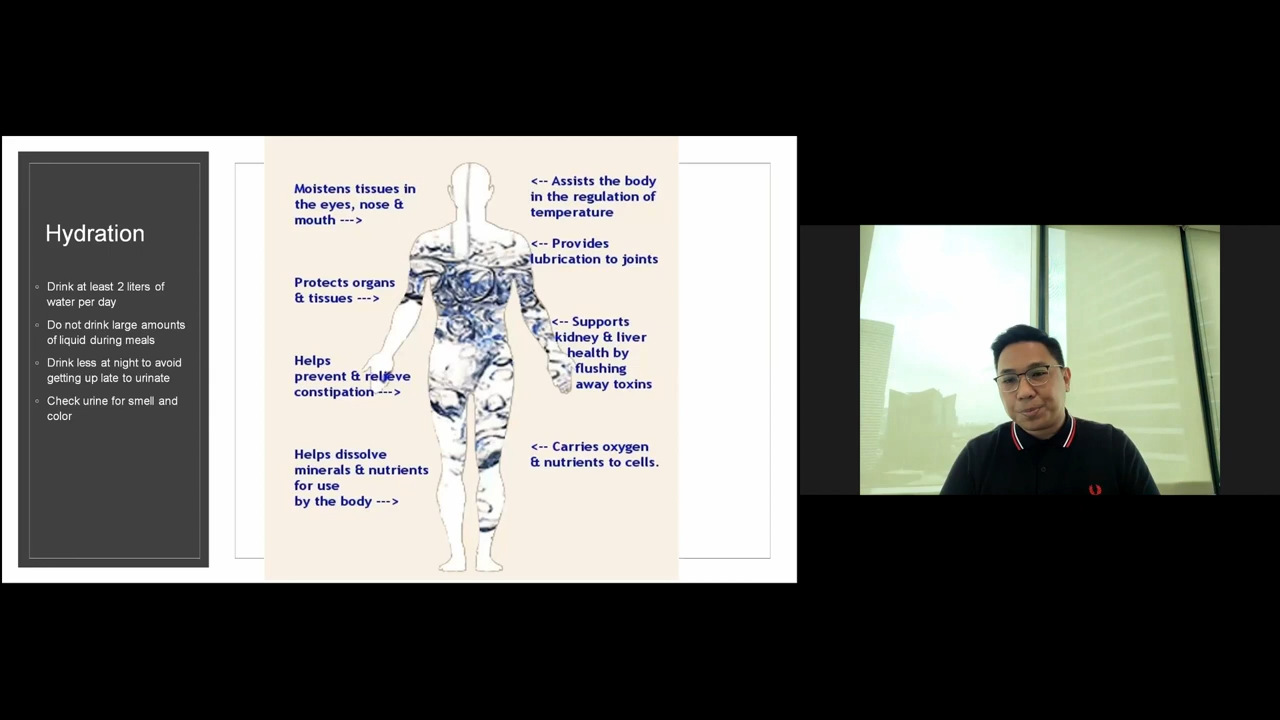 Hydration
Drink at least 2 liters of
water per day
Do not drink large amounts
of liquid during meals
Drink less at night to avoid
getting up late to urinate
Check urine for smell and
color
Moistens tissues in
the eyes, nose &
mouth --->
Protects organs
& tissues --->
Helps
prevent & relieve
constipation --->
Helps dissolve
minerals & nutrients
for use
by the body --->
<-- Assists the body
in the regulation of
temperature
<-- Provides
lubrication to joints
<-- Supports
kidney & liver
health by
flushing
away toxins
<-- Carries oxygen
& nutrients to cells.